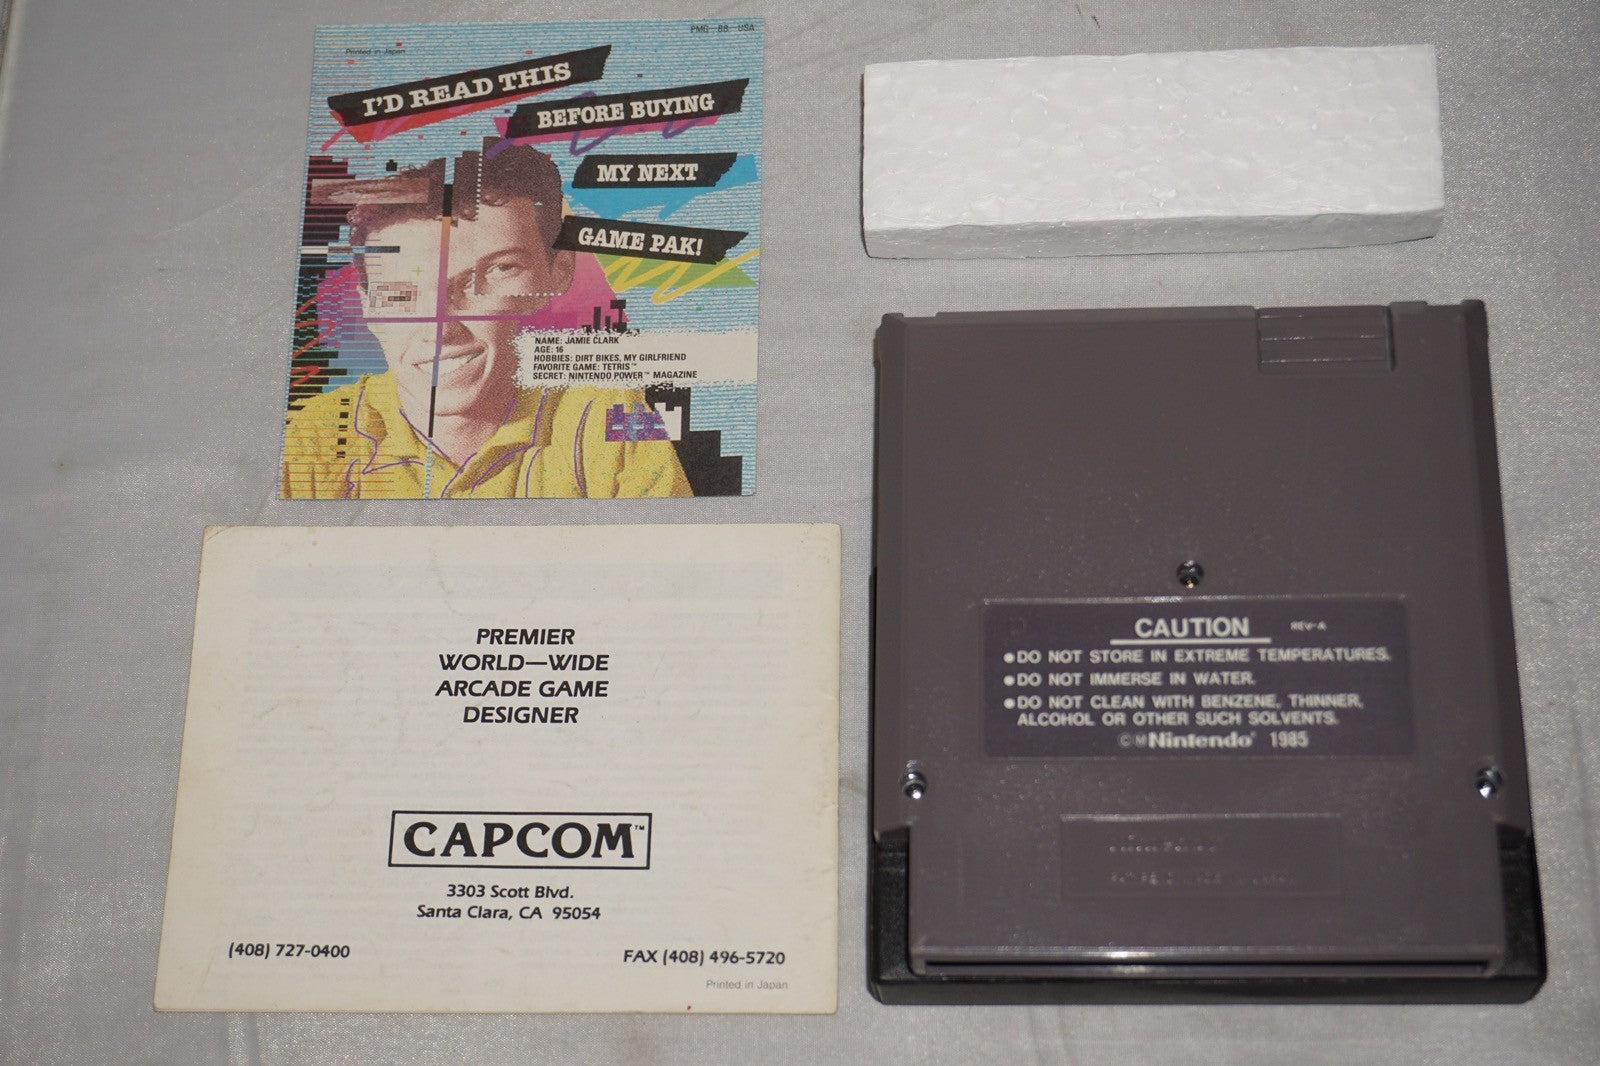 PMG 88 USA
Printed in Japan
I'D READ THIS
BEFORE BUYING
MY NEXT
GAME PAK!
NAME: JAMIE CLARK
AGE: 16
HOBBIES: DIRT BIKES, MY GIRLFRIEND
FAVORITE GAME: TETRIS™
SECRET: NINTENDO POWER™ MAGAZINE
PREMIER
WORLD—WIDE
ARCADE GAME
DESIGNER
CAPCOM™
3303 Scott Blvd.
Santa Clara, CA 95054
(408) 727-0400
FAX (408) 496-5720
Printed in Japan
CAUTION REV-A
●DO NOT STORE IN EXTREME TEMPERATURES.
●DO NOT IMMERSE IN WATER.
●DO NOT CLEAN WITH BENZENE, THINNER,
ALCOHOL OR OTHER SUCH SOLVENTS.
©Nintendo® 1985